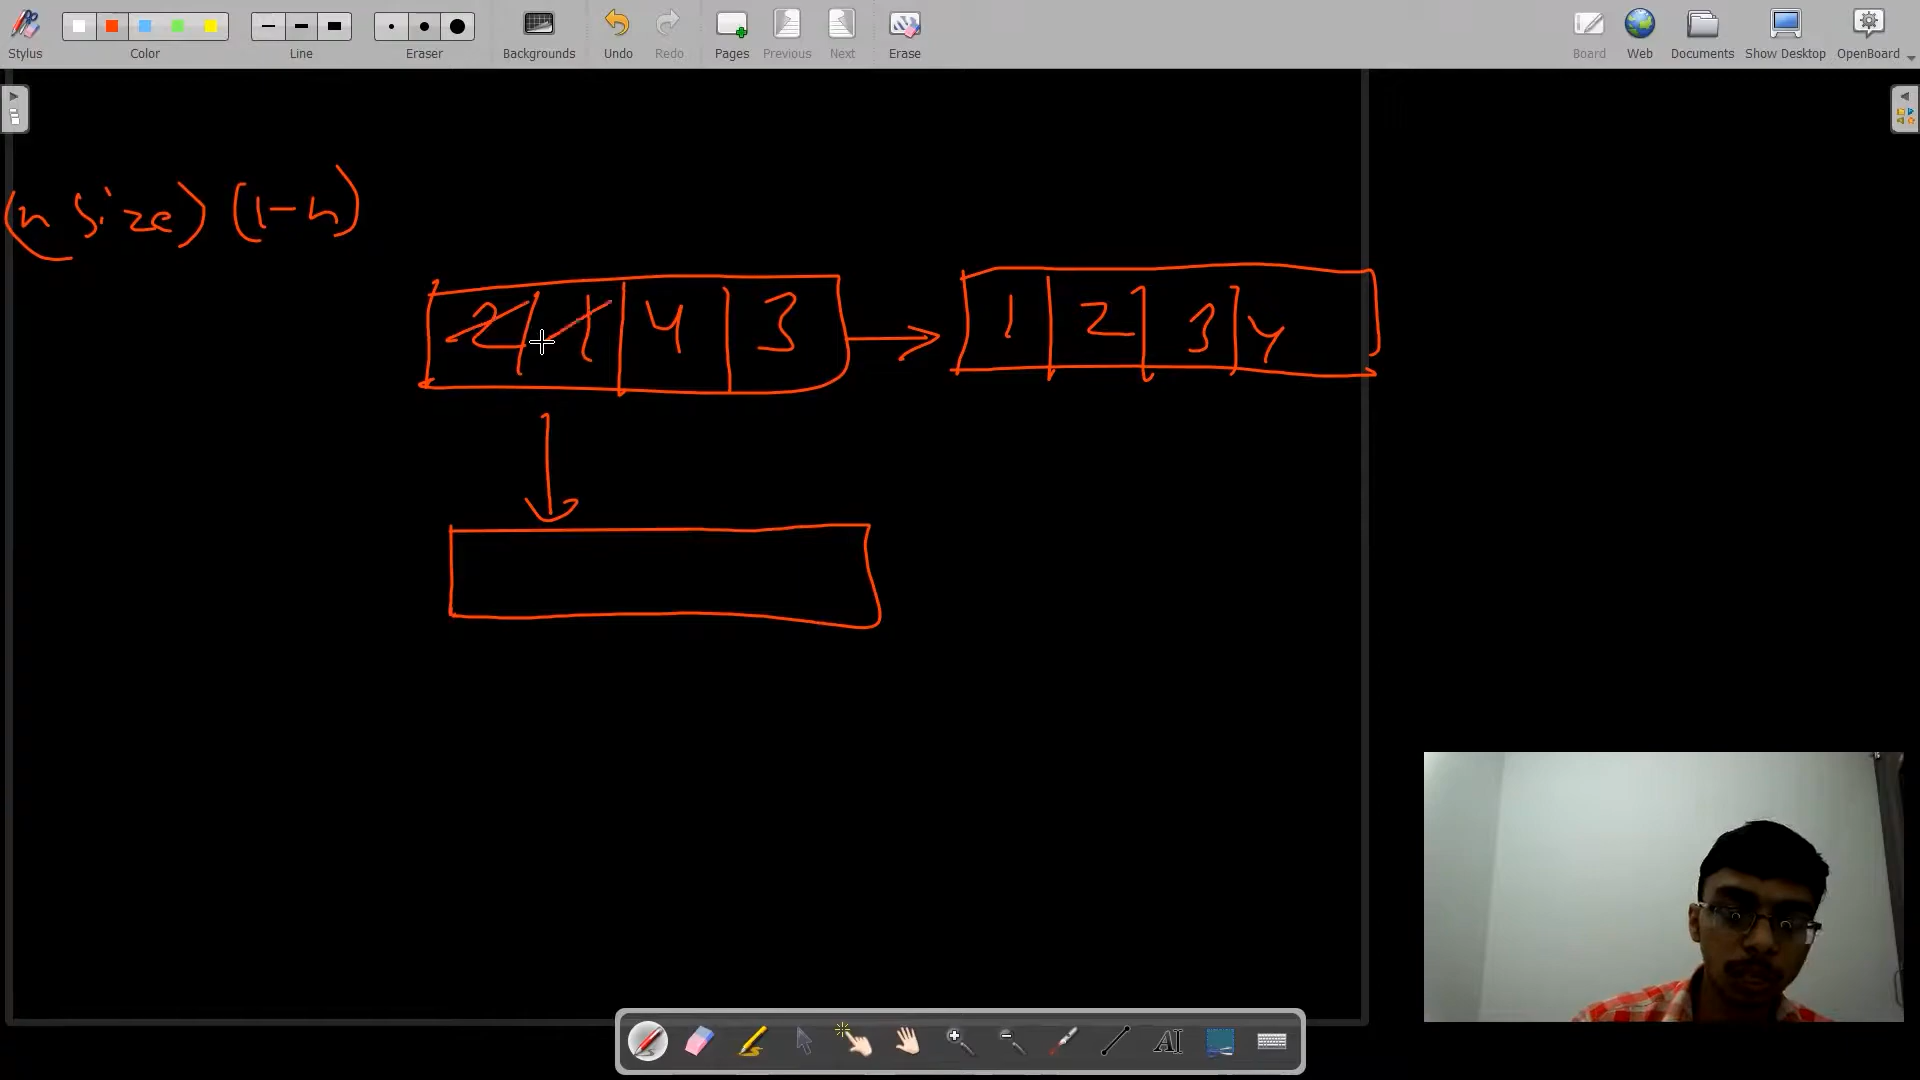 Stylus Color Line Eraser Backgrounds Undo Redo Pages Previous Next Erase Board Web Documents Show Desktop OpenBoard
(n size) (1-n)
2 1 4 3 1 2 3 4
AI